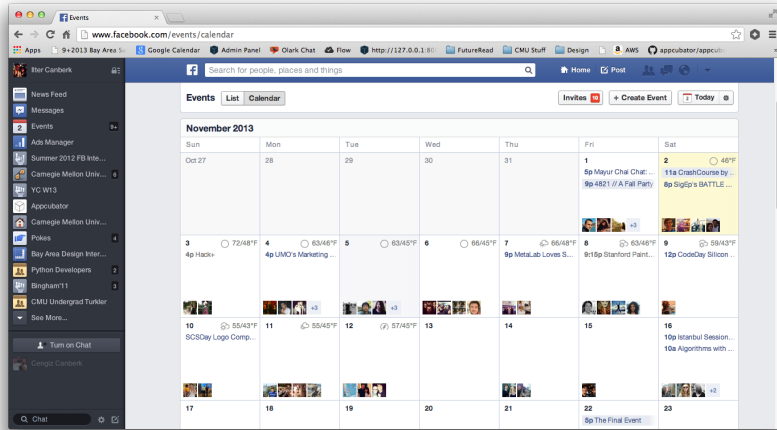 Events
www.facebook.com/events/calendar
Apps
9+2013 Bay Area Su
Google Calendar
Admin Panel
Olark Chat
Flow
http://127.0.0.1:80
FutureRead
CMU Stuff
Design
AWS
appcubator/appcub
Ilter Canberk
Search for people, places and things
Home
Post
News Feed
Messages
Events 9+
Ads Manager
Summer 2012 FB Inte...
Carnegie Mellon Univ... 6
YC W13
Appcubator
Carnegie Mellon Univ...
Pokes 4
Bay Area Design Inter...
Python Developers 2
Bingham'11 3
CMU Undergrad Turkler
See More...
Turn on Chat
Cengiz Canberk
Chat
Events List Calendar Invites 10 + Create Event Today
November 2013
Sun Mon Tue Wed Thu Fri Sat
Oct 27 28 29 30 31 1 2 46°F
5p Mayur Chai Chat: ... 11a CrashCourse by ...
9p 4821 // A Fall Party 8p SigEp's BATTLE ...
+3
3 72/48°F 4 63/46°F 5 63/45°F 6 66/45°F 7 66/48°F 8 63/46°F 9 59/43°F
4p Hack+ 4p UMO's Marketing ... 9p MetaLab Loves S... 9:15p Stanford Paint... 12p CodeDay Silicon ...
+3 +3
10 55/43°F 11 55/45°F 12 57/45°F 13 14 15 16
SCSDay Logo Comp... 10p Istanbul Session...
10a Algorithms with ...
+2
17 18 19 20 21 22 23
5p The Final Event